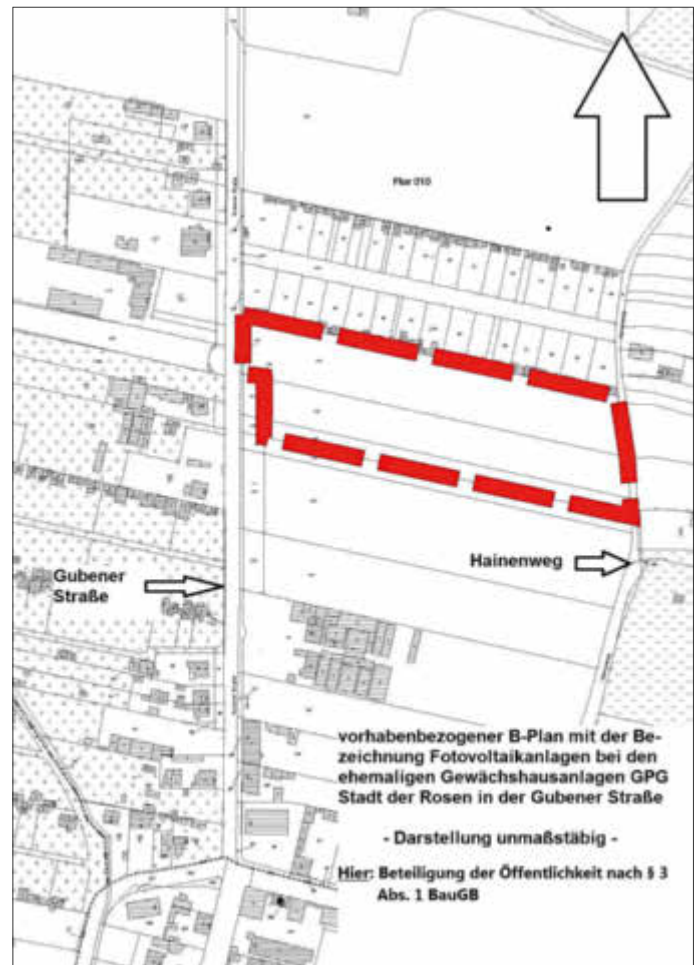 Flur 010
Gubener
Straße
Hainenweg
vorhabenbezogener B-Plan mit der Be-
zeichnung Fotovoltaikanlagen bei den
ehemaligen Gewächshausanlagen GPG
Stadt der Rosen in der Gubener Straße
- Darstellung unmaßstäbig -
Hier: Beteiligung der Öffentlichkeit nach § 3
Abs. 1 BauGB